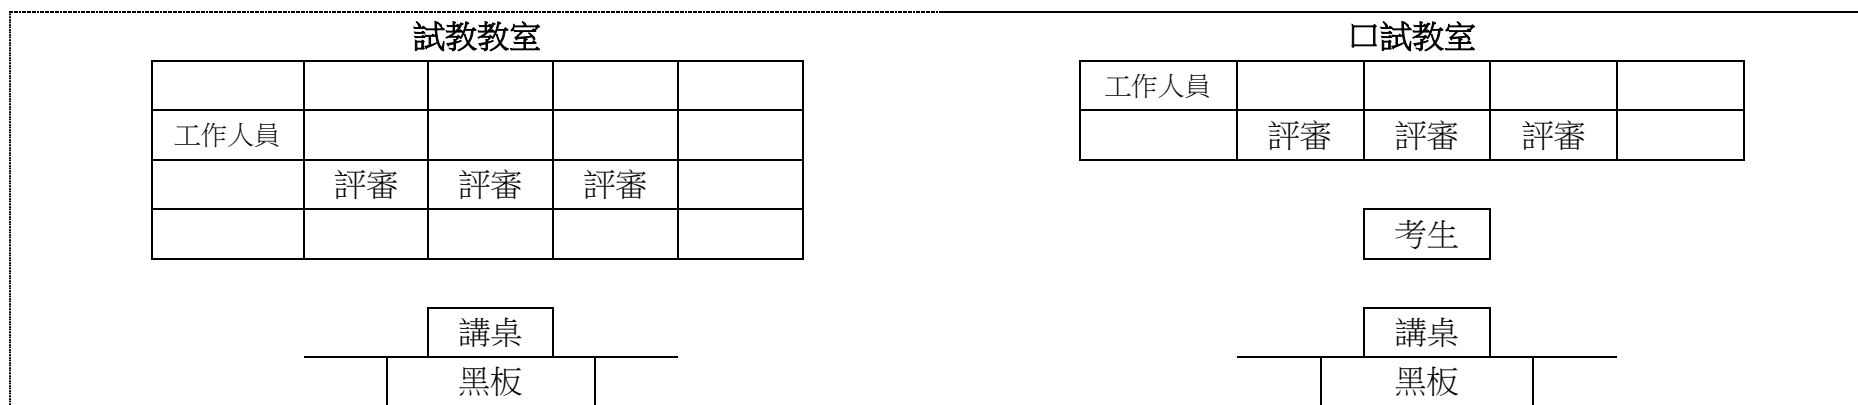 試教教室
工作人員
評審 評審 評審
講桌
黑板
口試教室
工作人員
評審 評審 評審
考生
講桌
黑板